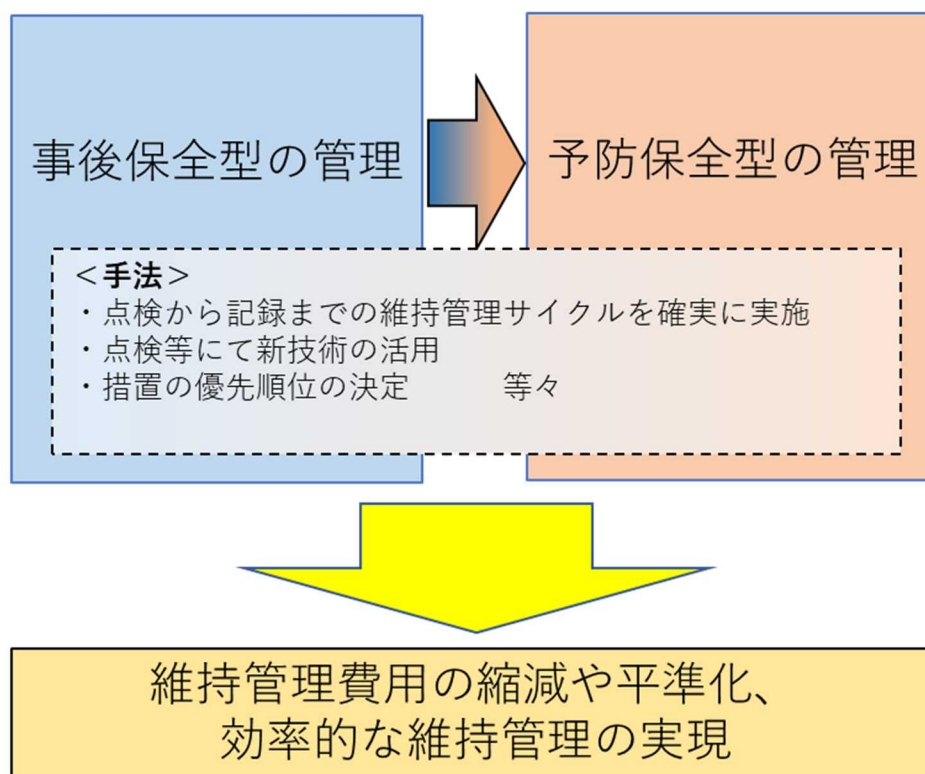 事後保全型の管理
予防保全型の管理
＜手法＞
・点検から記録までの維持管理サイクルを確実に実施
・点検等にて新技術の活用
・措置の優先順位の決定　　　等々
維持管理費用の縮減や平準化、
効率的な維持管理の実現